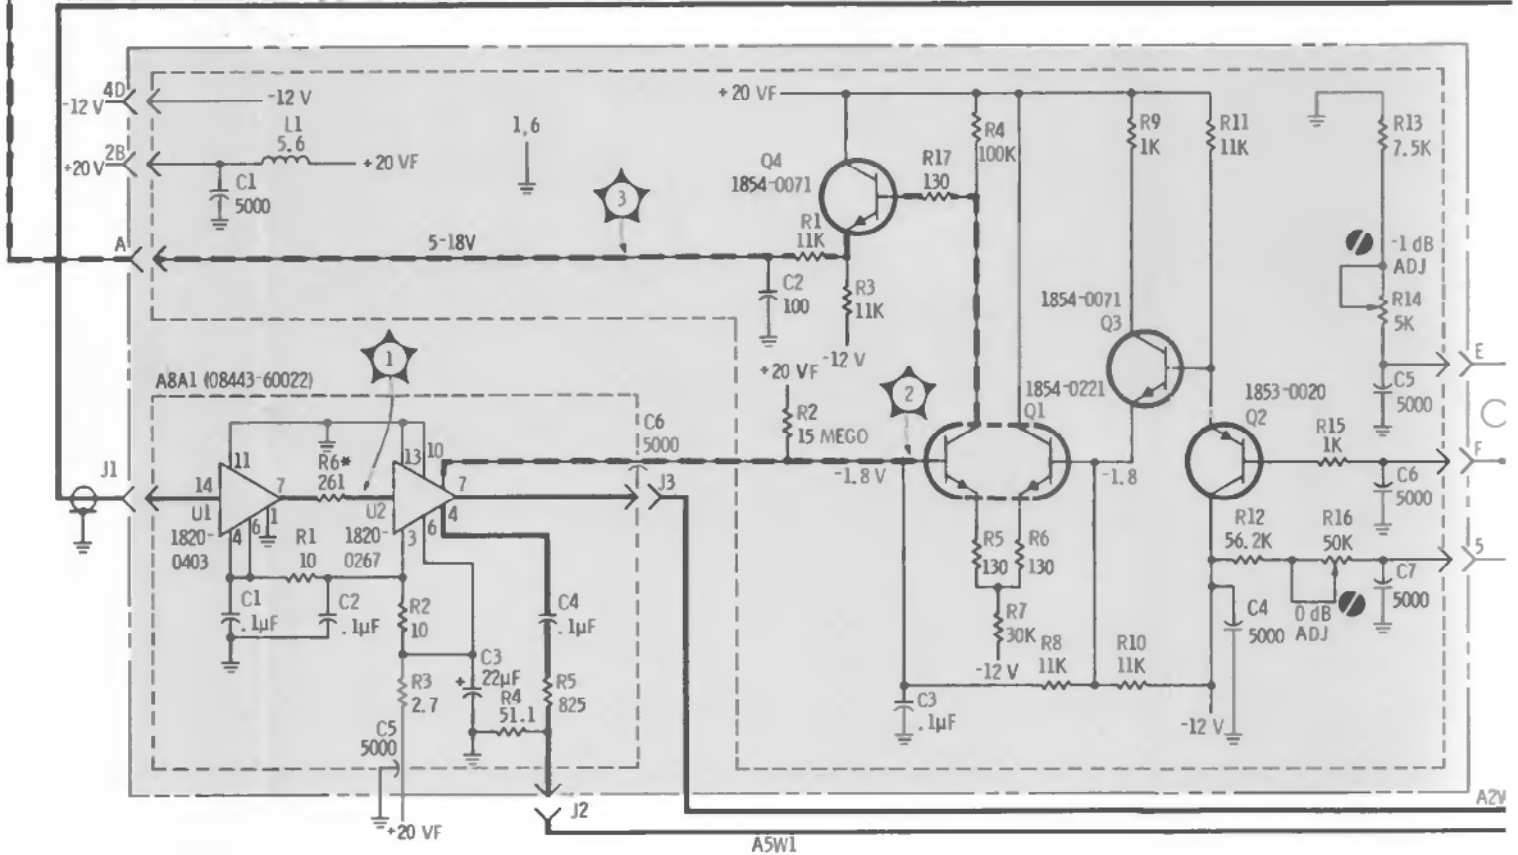 4D
-12 V
-12 V
2B
+20 V
L1
5.6
+20 VF
C1
5000
1,6
3
A
5-18V
+20 VF
Q4
1854-0071
R17
130
R4
100K
R1
11K
C2
100
R3
11K
-12 V
R9
1K
R11
11K
R13
7.5K
-1 dB
ADJ
R14
5K
E
C5
5000
1854-0071
Q3
1854-0221
Q1
1853-0020
Q2
R15
1K
F
C6
5000
+20 VF
R2
15 MEGO
2
-1.8 V
-1.8
R5
130
R6
130
R7
30K
-12 V
R8
11K
R10
11K
C3
.1µF
-12 V
R12
56.2K
R16
50K
5
C7
5000
C4
5000
0 dB
ADJ
A8A1 (08443-60022)
1
J1
14
11
7
U1
1820-
0403
4
6
1
R6*
261
13
10
7
U2
1820-
0267
3
6
4
C6
5000
J3
R1
10
C1
.1µF
C2
.1µF
R2
10
R3
2.7
C3
+
22µF
R4
51.1
C4
.1µF
R5
825
C5
5000
+20 VF
J2
A5W1